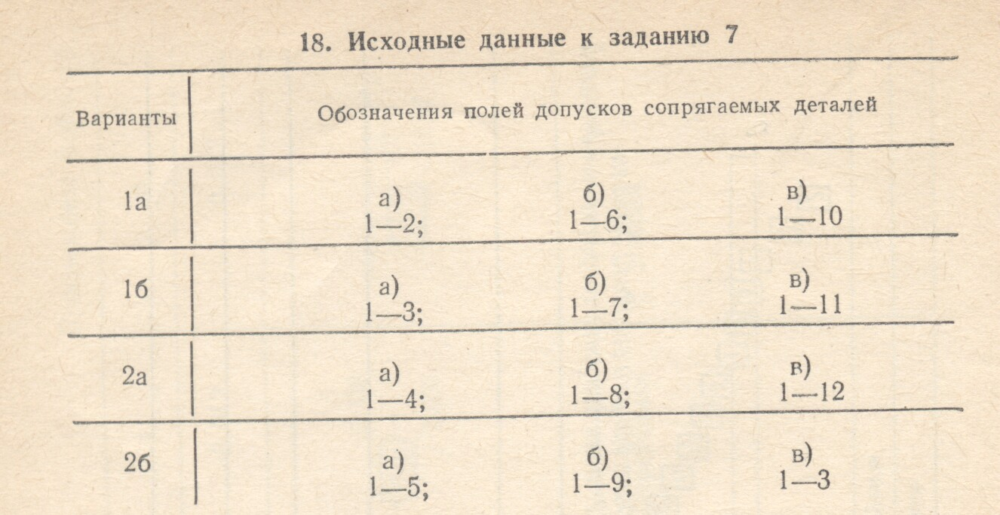 18. Исходные данные к заданию 7
Варианты
Обозначения полей допусков сопрягаемых деталей
1а
а) б) в)
1—2; 1—6; 1—10
1б
а) б) в)
1—3; 1—7; 1—11
2а
а) б) в)
1—4; 1—8; 1—12
2б
а) б) в)
1—5; 1—9; 1—3